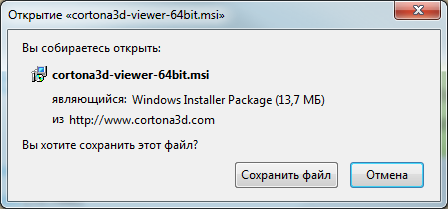 Открытие «cortona3d-viewer-64bit.msi»
Вы собираетесь открыть:
cortona3d-viewer-64bit.msi
являющийся: Windows Installer Package (13,7 МБ)
из http://www.cortona3d.com
Вы хотите сохранить этот файл?
Сохранить файл Отмена